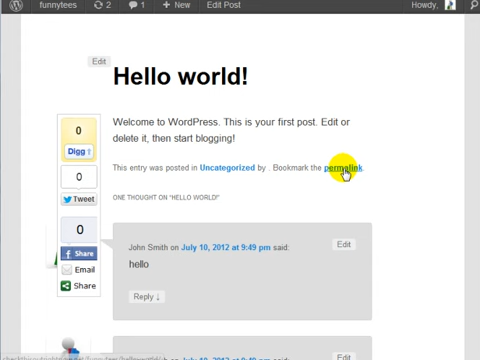 funnytees 2 1 + New Edit Post Howdy,
Edit
Hello world!
Welcome to WordPress. This is your first post. Edit or
delete it, then start blogging!
This entry was posted in Uncategorized by . Bookmark the permalink.
ONE THOUGHT ON "HELLO WORLD!"
0
Digg
0
Tweet
0
Share
Email
Share
John Smith on July 10, 2012 at 9:49 pm said:
Edit
hello
Reply ↓
Edit